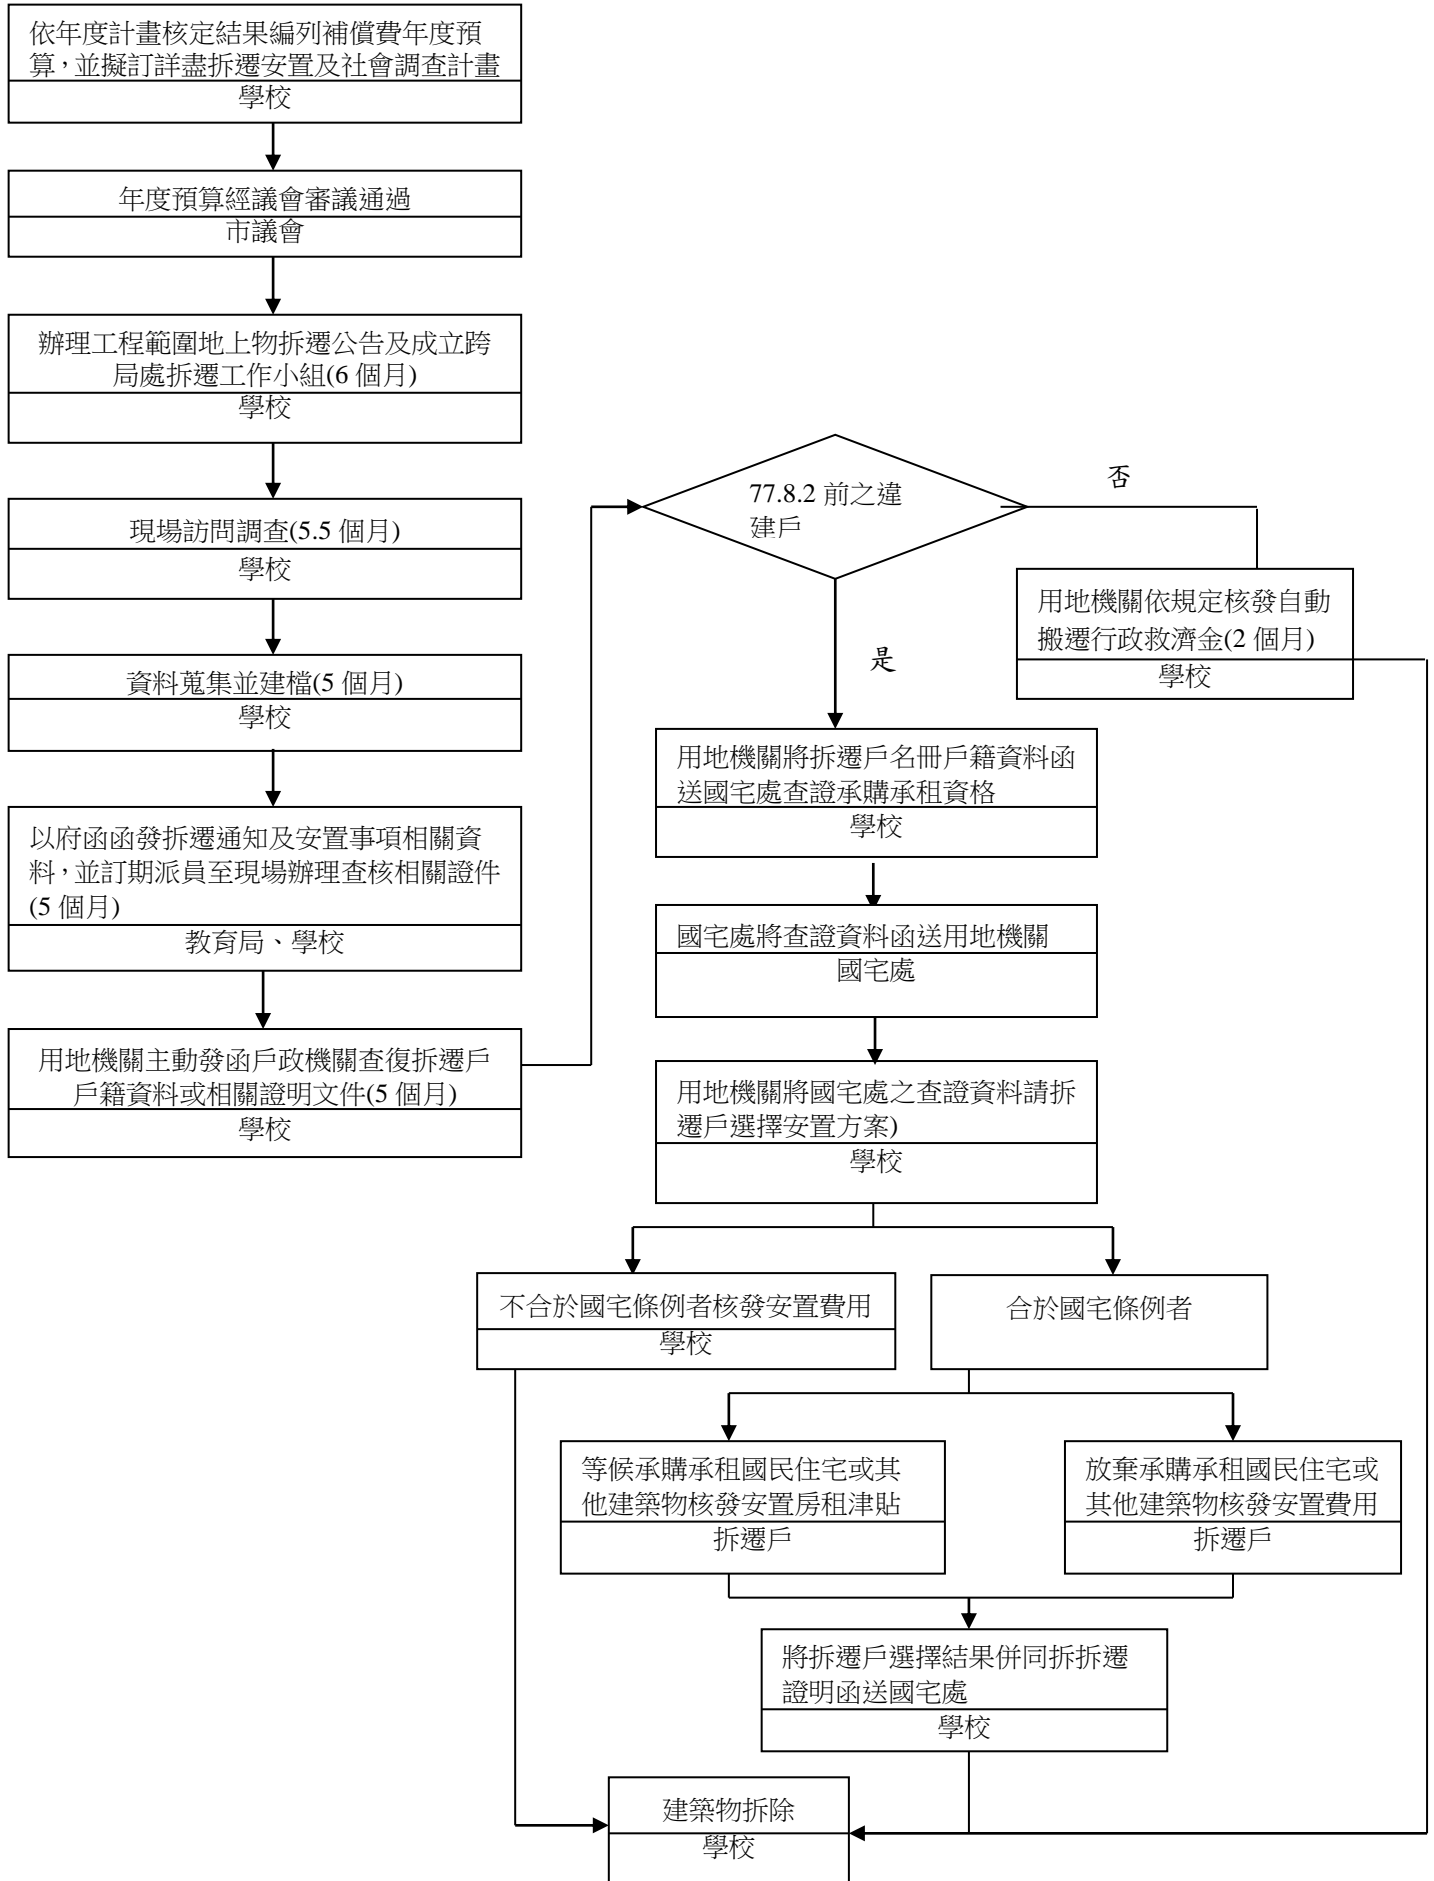 依年度計畫核定結果編列補償費年度預
算，並擬訂詳盡拆遷安置及社會調查計畫
學校
年度預算經議會審議通過
市議會
辦理工程範圍地上物拆遷公告及成立跨
局處拆遷工作小組(6 個月)
學校
現場訪問調查(5.5 個月)
學校
資料蒐集並建檔(5 個月)
學校
以府函函發拆遷通知及安置事項相關資
料，並訂期派員至現場辦理查核相關證件
(5 個月)
教育局、學校
用地機關主動發函戶政機關查復拆遷戶
戶籍資料或相關證明文件(5 個月)
學校
77.8.2 前之違
建戶
否
是
用地機關依規定核發自動
搬遷行政救濟金(2 個月)
學校
用地機關將拆遷戶名冊戶籍資料函
送國宅處查證承購承租資格
學校
國宅處將查證資料函送用地機關
國宅處
用地機關將國宅處之查證資料請拆
遷戶選擇安置方案)
學校
不合於國宅條例者核發安置費用
學校
合於國宅條例者
等候承購承租國民住宅或其
他建築物核發安置房租津貼
拆遷戶
放棄承購承租國民住宅或
其他建築物核發安置費用
拆遷戶
將拆遷戶選擇結果併同拆拆遷
證明函送國宅處
學校
建築物拆除
學校